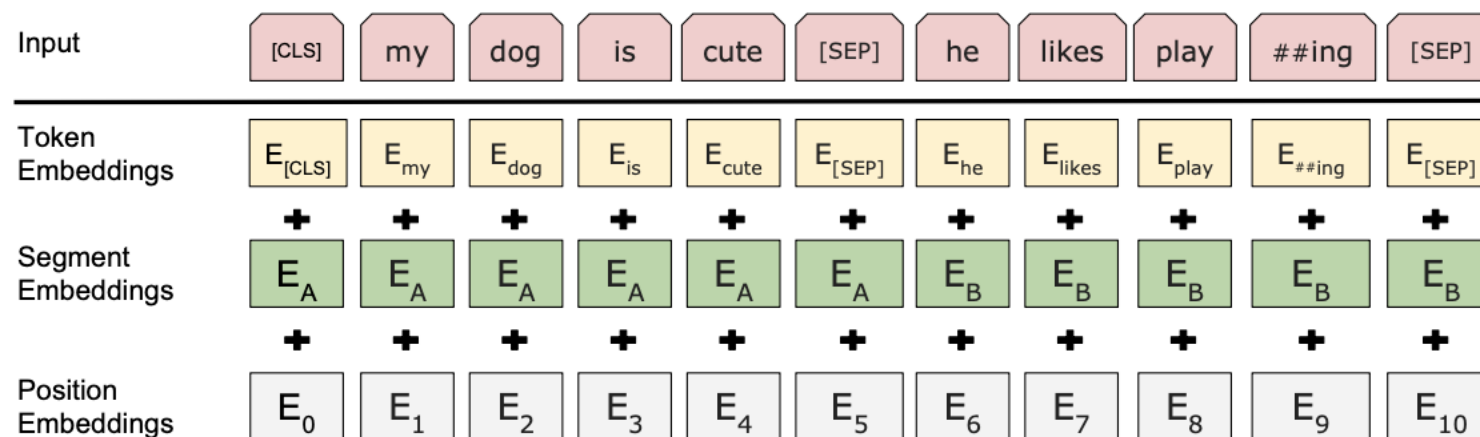 Input [CLS] my dog is cute [SEP] he likes play ##ing [SEP]
Token
Embeddings E[CLS] Emy Edog Eis Ecute E[SEP] Ehe Elikes Eplay E##ing E[SEP]
+ + + + + + + + + + +
Segment
Embeddings EA EA EA EA EA EA EB EB EB EB EB
+ + + + + + + + + + +
Position
Embeddings E0 E1 E2 E3 E4 E5 E6 E7 E8 E9 E10